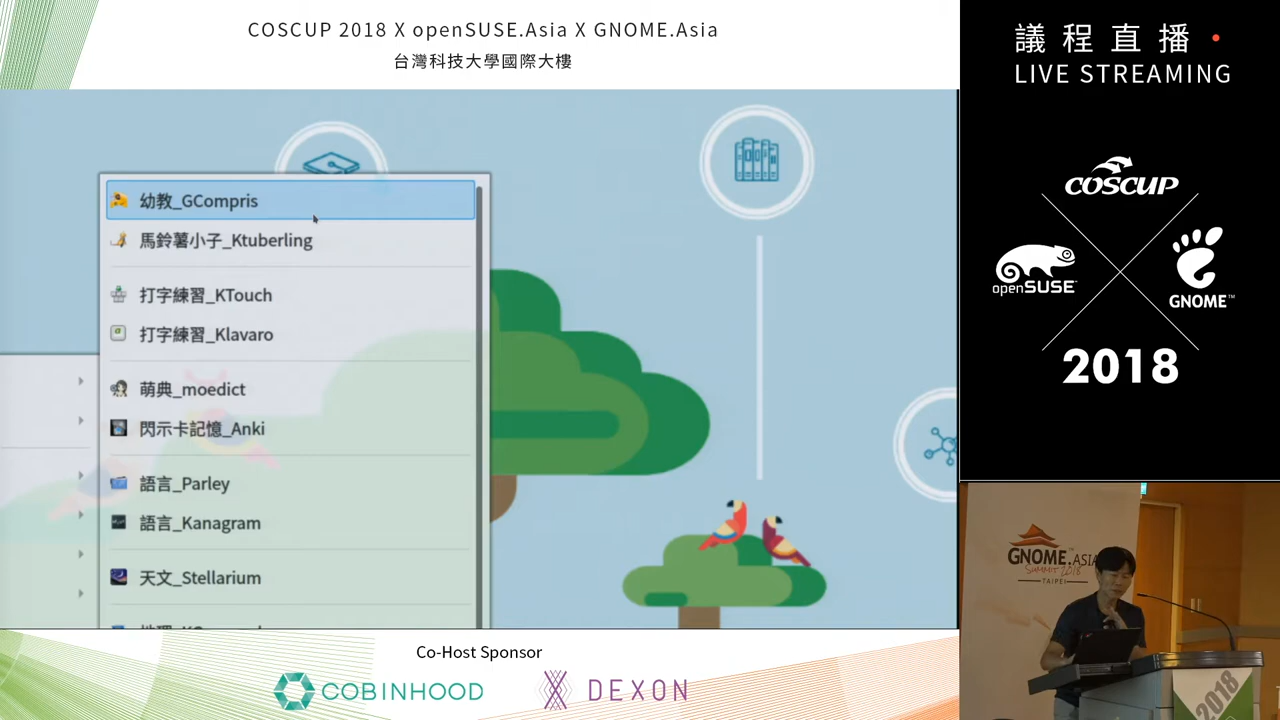 COSCUP 2018 X openSUSE.Asia X GNOME.Asia
台灣科技大學國際大樓
議程直播
LIVE STREAMING
COSCUP
openSUSE
GNOME™
2018
幼教_GCompris
馬鈴薯小子_Ktuberling
打字練習_KTouch
打字練習_Klavaro
萌典_moedict
閃示卡記憶_Anki
語言_Parley
語言_Kanagram
天文_Stellarium
GNOME.ASIA
SUMMIT 2018
TAIPEI
2018
Co-Host Sponsor
COBINHOOD
DEXON